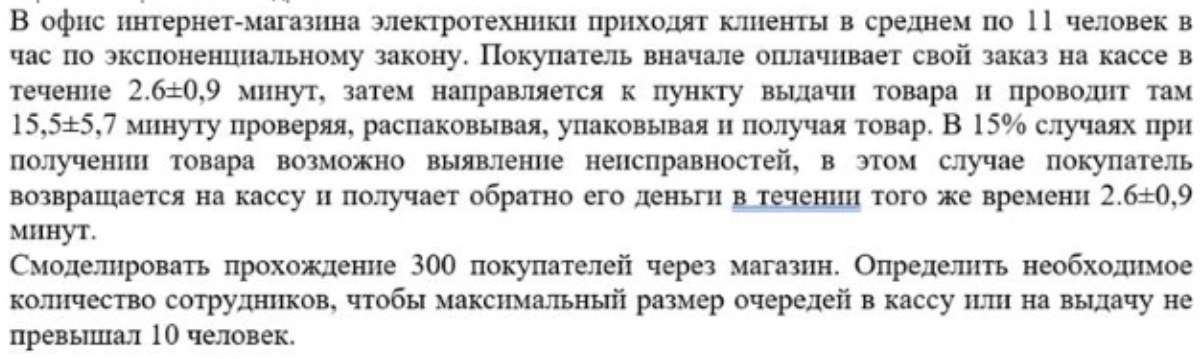 В офис интернет-магазина электротехники приходят клиенты в среднем по 11 человек в
час по экспоненциальному закону. Покупатель вначале оплачивает свой заказ на кассе в
течение 2.6±0,9 минут, затем направляется к пункту выдачи товара и проводит там
15,5±5,7 минуту проверяя, распаковывая, упаковывая и получая товар. В 15% случаях при
получении товара возможно выявление неисправностей, в этом случае покупатель
возвращается на кассу и получает обратно его деньги в течении того же времени 2.6±0,9
минут.
Смоделировать прохождение 300 покупателей через магазин. Определить необходимое
количество сотрудников, чтобы максимальный размер очередей в кассу или на выдачу не
превышал 10 человек.